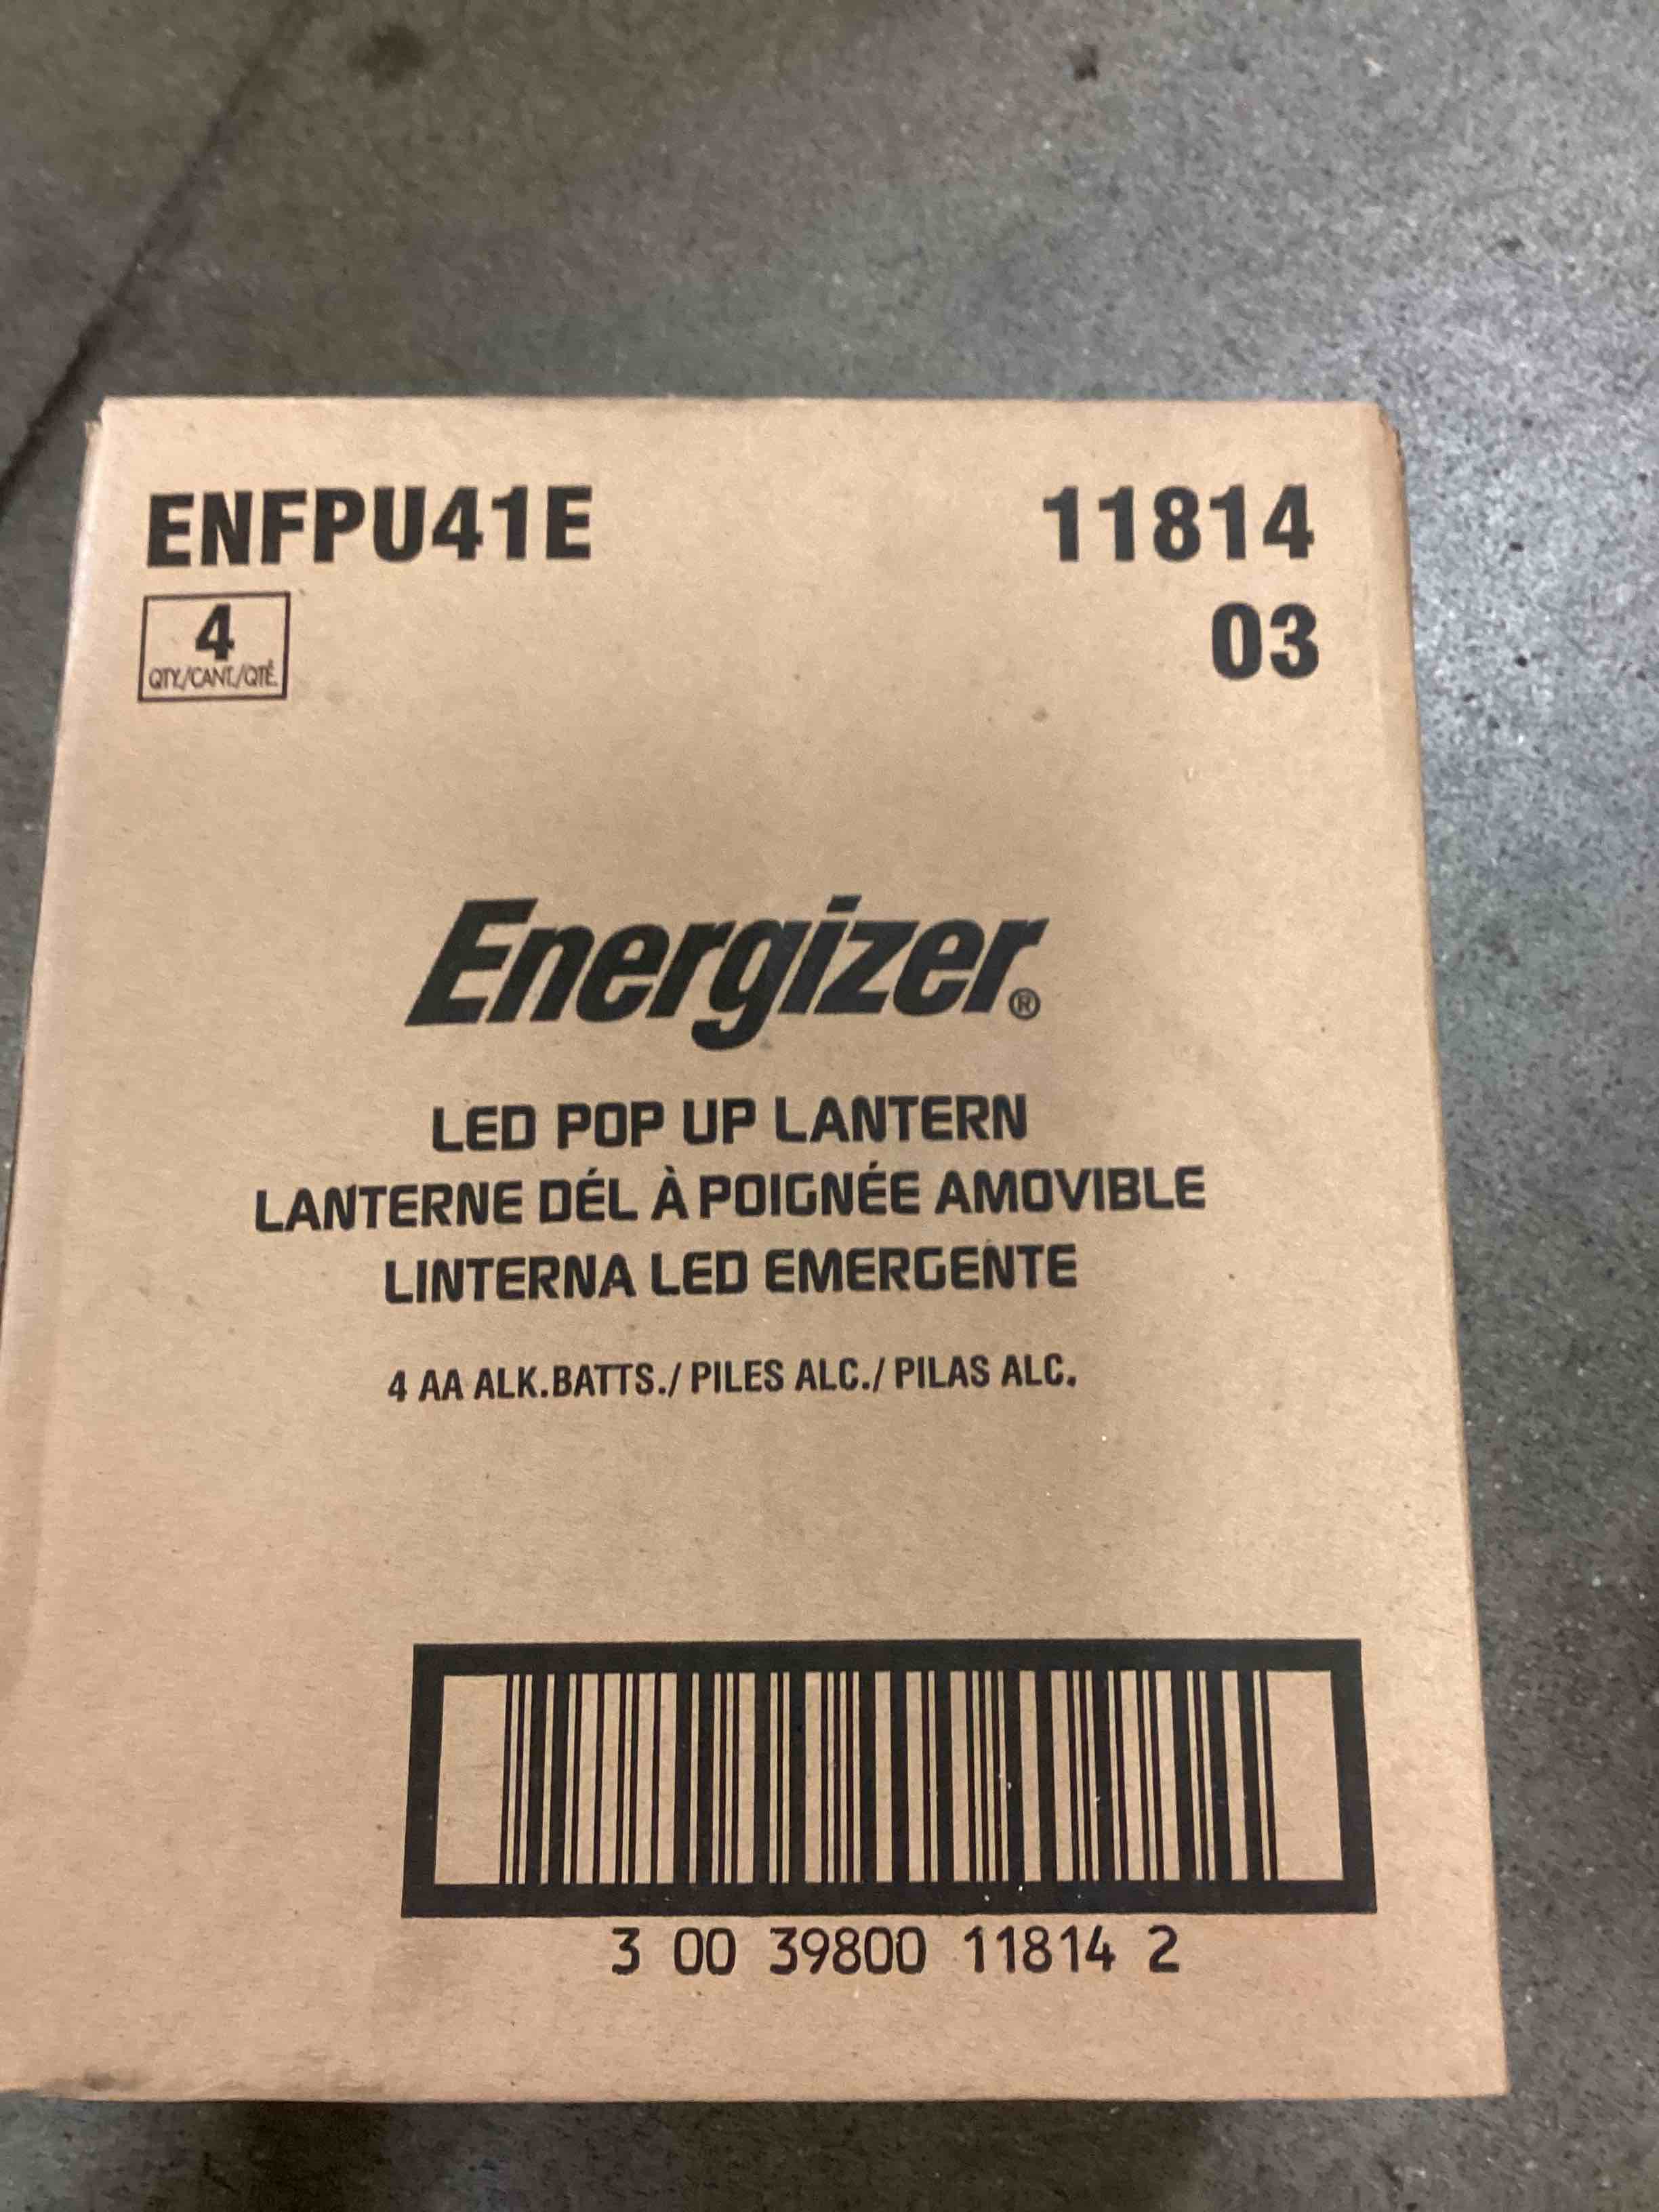 ENFPU41E
11814
4
QTY./CANT./QTÉ.
03
Energizer®
LED POP UP LANTERN
LANTERNE DÉL À POIGNÉE AMOVIBLE
LINTERNA LED EMERGENTE
4 AA ALK.BATTS./ PILES ALC./ PILAS ALC.
3 00 39800 11814 2